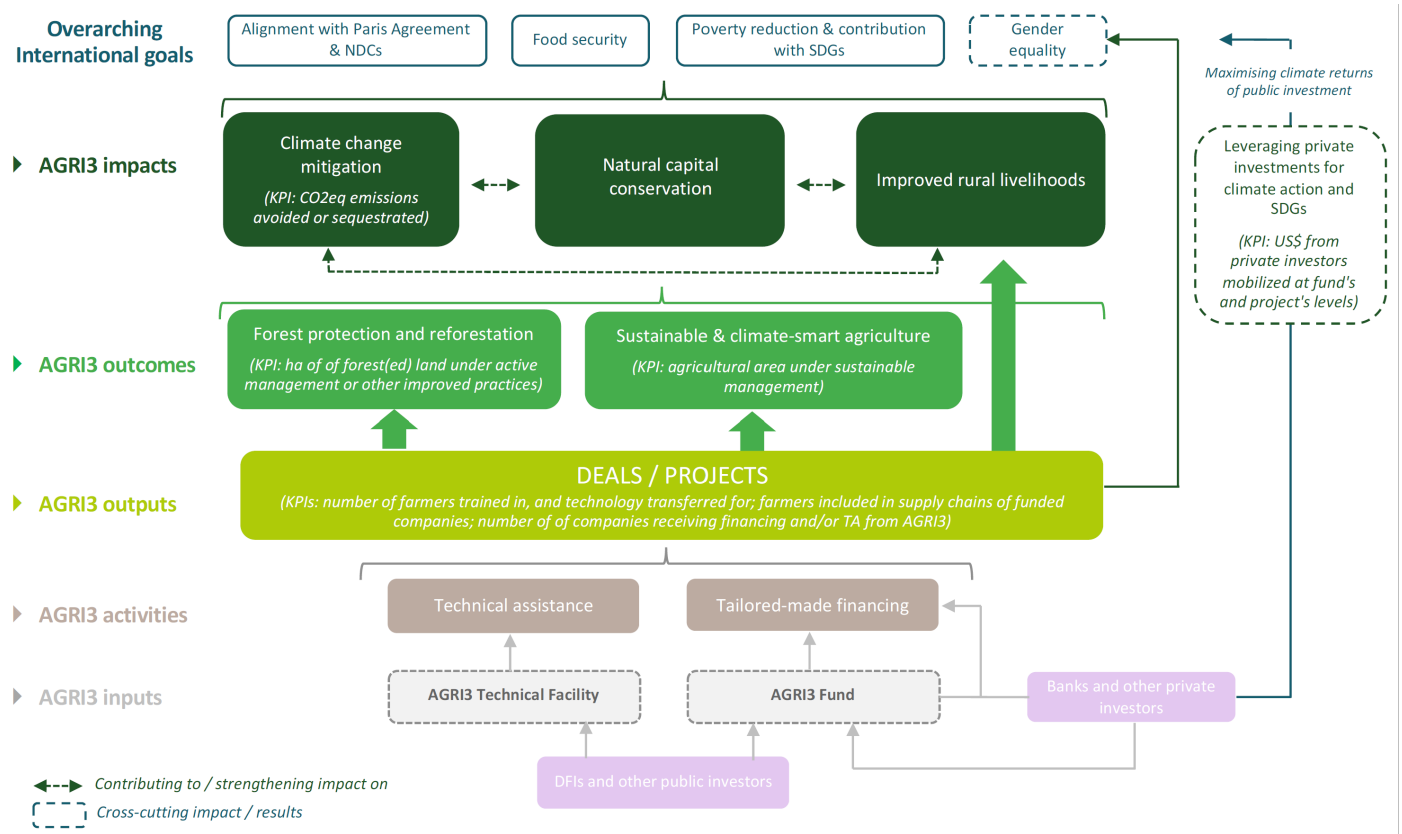 Overarching
International goals
Alignment with Paris Agreement
& NDCs
Food security
Poverty reduction & contribution
with SDGs
Gender
equality
Maximising climate returns
of public investment
AGRI3 impacts
Climate change
mitigation
(KPI: CO2eq emissions
avoided or sequestrated)
Natural capital
conservation
Improved rural livelihoods
Leveraging private
investments for
climate action and
SDGs
(KPI: US$ from
private investors
mobilized at fund's
and project's levels)
AGRI3 outcomes
Forest protection and reforestation
(KPI: ha of of forest(ed) land under active
management or other improved practices)
Sustainable & climate-smart agriculture
(KPI: agricultural area under sustainable
management)
AGRI3 outputs
DEALS / PROJECTS
(KPIs: number of farmers trained in, and technology transferred for; farmers included in supply chains of funded
companies; number of of companies receiving financing and/or TA from AGRI3)
AGRI3 activities
Technical assistance
Tailored-made financing
AGRI3 inputs
AGRI3 Technical Facility
AGRI3 Fund
Banks and other private
investors
DFIs and other public investors
Contributing to / strengthening impact on
Cross-cutting impact / results